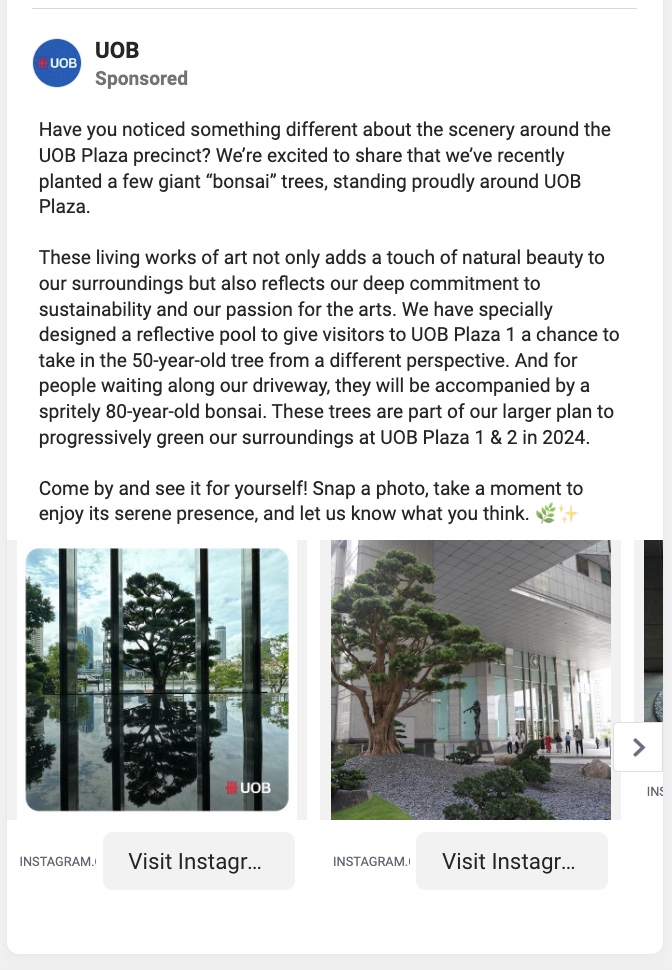 UOB
UOB
Sponsored
Have you noticed something different about the scenery around the
UOB Plaza precinct? We’re excited to share that we’ve recently
planted a few giant “bonsai” trees, standing proudly around UOB
Plaza.
These living works of art not only adds a touch of natural beauty to
our surroundings but also reflects our deep commitment to
sustainability and our passion for the arts. We have specially
designed a reflective pool to give visitors to UOB Plaza 1 a chance to
take in the 50-year-old tree from a different perspective. And for
people waiting along our driveway, they will be accompanied by a
spritely 80-year-old bonsai. These trees are part of our larger plan to
progressively green our surroundings at UOB Plaza 1 & 2 in 2024.
Come by and see it for yourself! Snap a photo, take a moment to
enjoy its serene presence, and let us know what you think. 🌿✨
UOB
INSTAGRAM.
Visit Instagr...
INSTAGRAM.
Visit Instagr...
INS